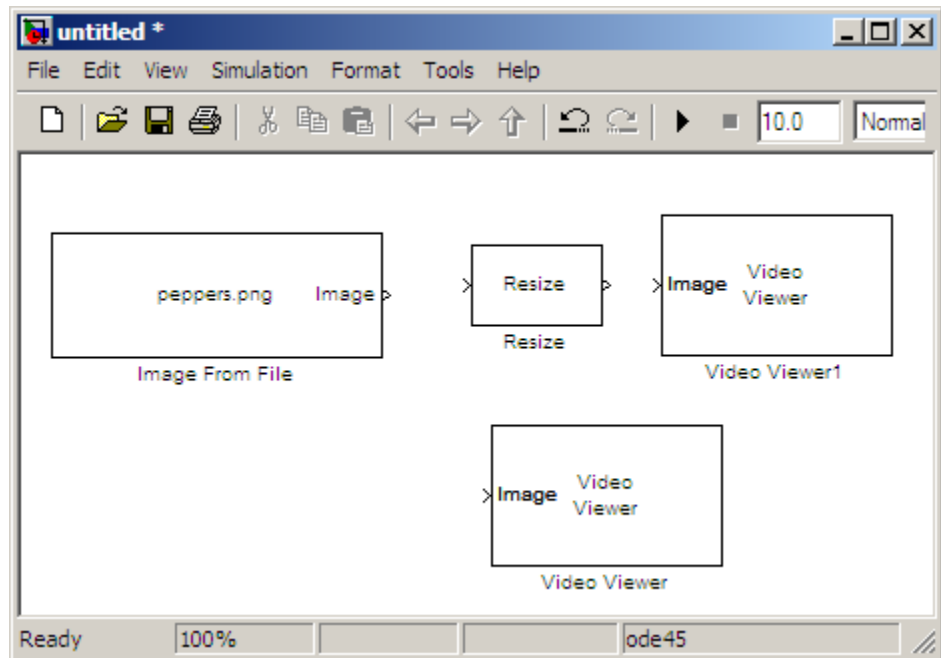 untitled *
File Edit View Simulation Format Tools Help
10.0 Normal
peppers.png Image
Image From File
Resize
Resize
Image Video
Viewer
Video Viewer1
Image Video
Viewer
Video Viewer
Ready 100% ode45